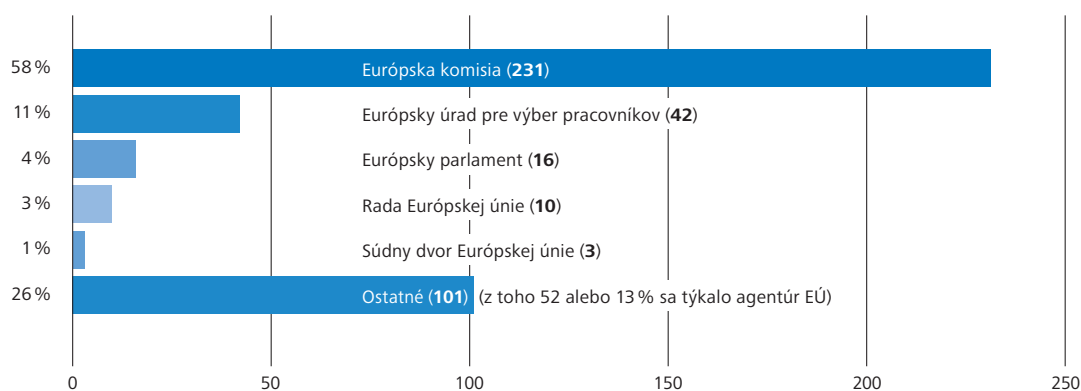 58 % Európska komisia (231)
11 % Európsky úrad pre výber pracovníkov (42)
4 % Európsky parlament (16)
3 % Rada Európskej únie (10)
1 % Súdny dvor Európskej únie (3)
26 % Ostatné (101) (z toho 52 alebo 13 % sa týkalo agentúr EÚ)
0 50 100 150 200 250